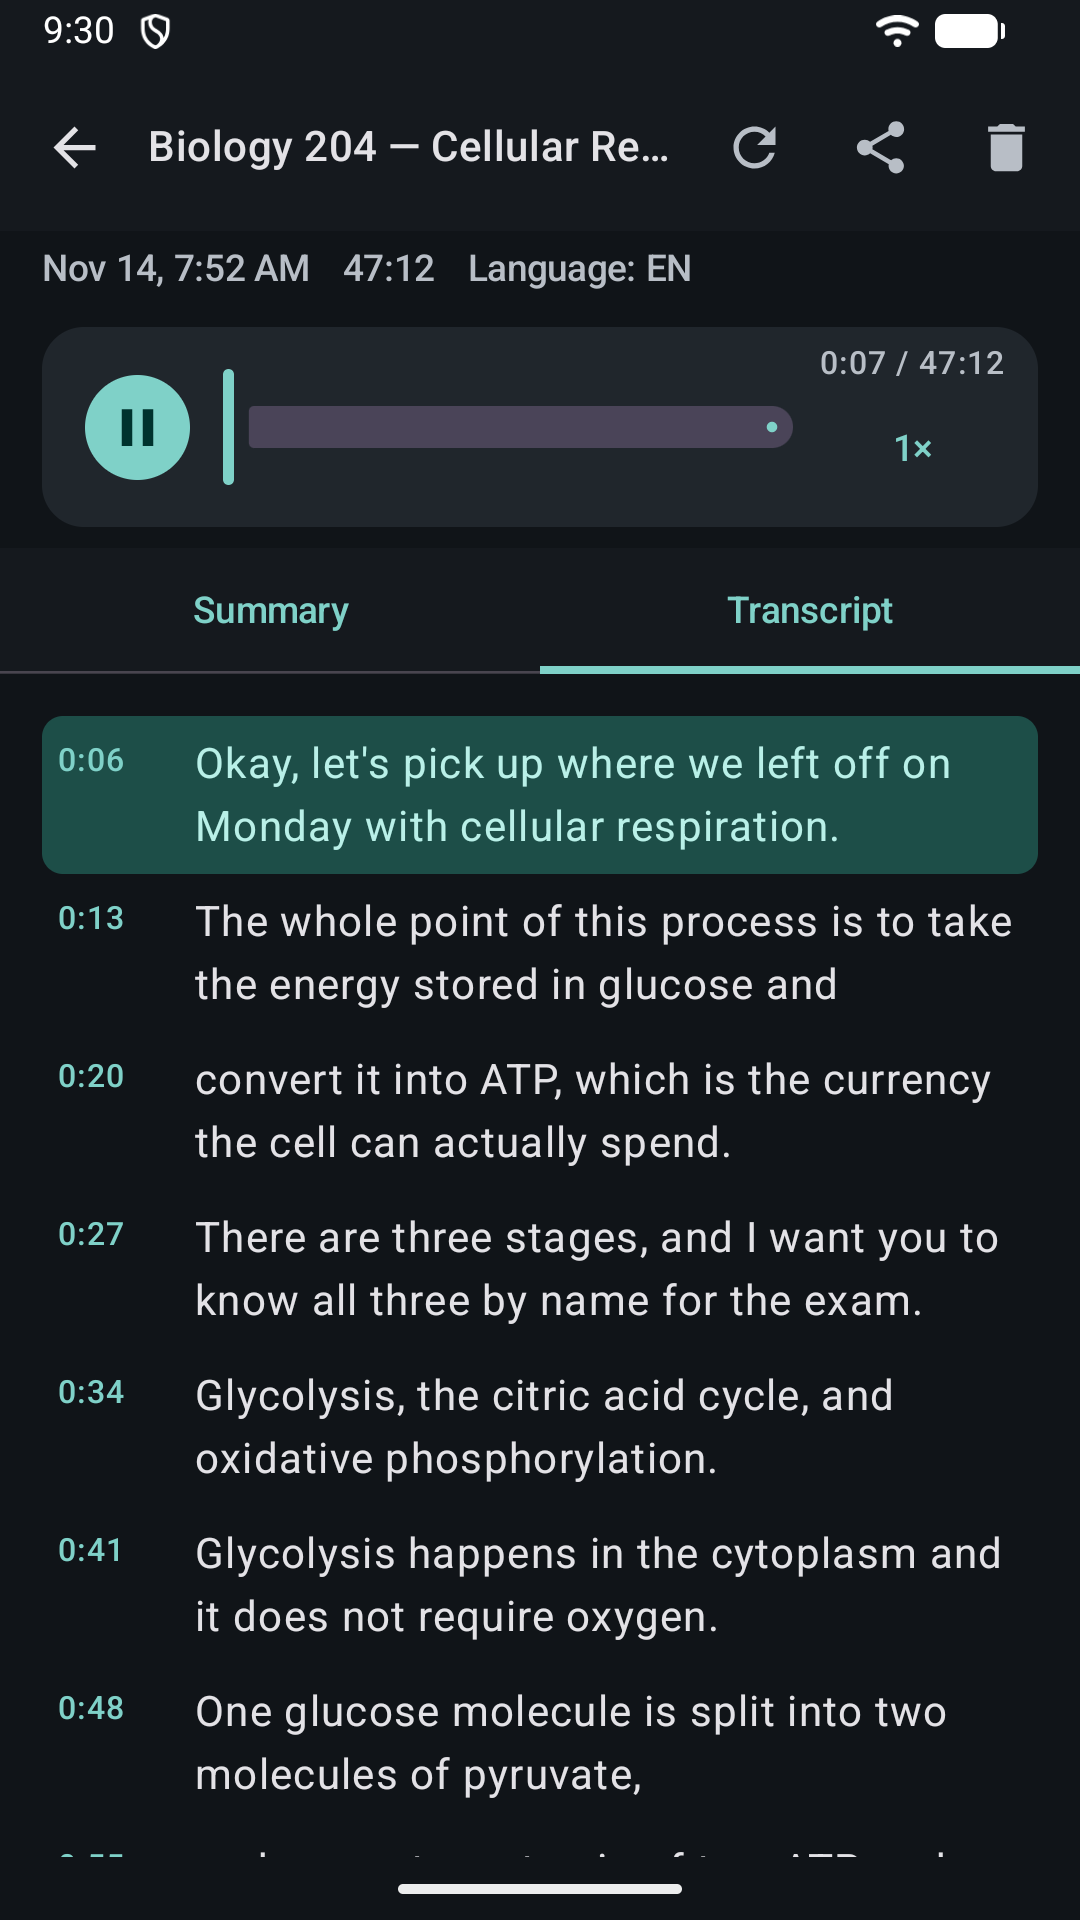 9:30
Biology 204 — Cellular Re...
Nov 14, 7:52 AM 47:12 Language: EN
0:07 / 47:12
1×
Summary Transcript
0:06 Okay, let's pick up where we left off on
Monday with cellular respiration.
0:13 The whole point of this process is to take
the energy stored in glucose and
0:20 convert it into ATP, which is the currency
the cell can actually spend.
0:27 There are three stages, and I want you to
know all three by name for the exam.
0:34 Glycolysis, the citric acid cycle, and
oxidative phosphorylation.
0:41 Glycolysis happens in the cytoplasm and
it does not require oxygen.
0:48 One glucose molecule is split into two
molecules of pyruvate,